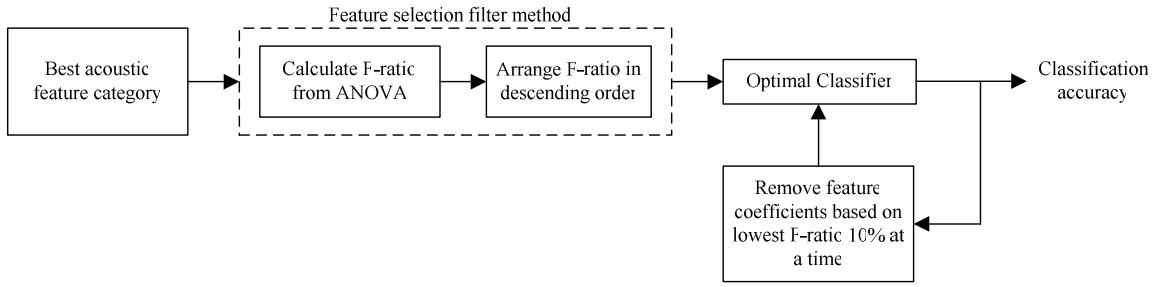 Feature selection filter method
Best acoustic
feature category
Calculate F-ratio
from ANOVA
Arrange F-ratio in
descending order
Optimal Classifier
Classification
accuracy
Remove feature
coefficients based on
lowest F-ratio 10% at
a time